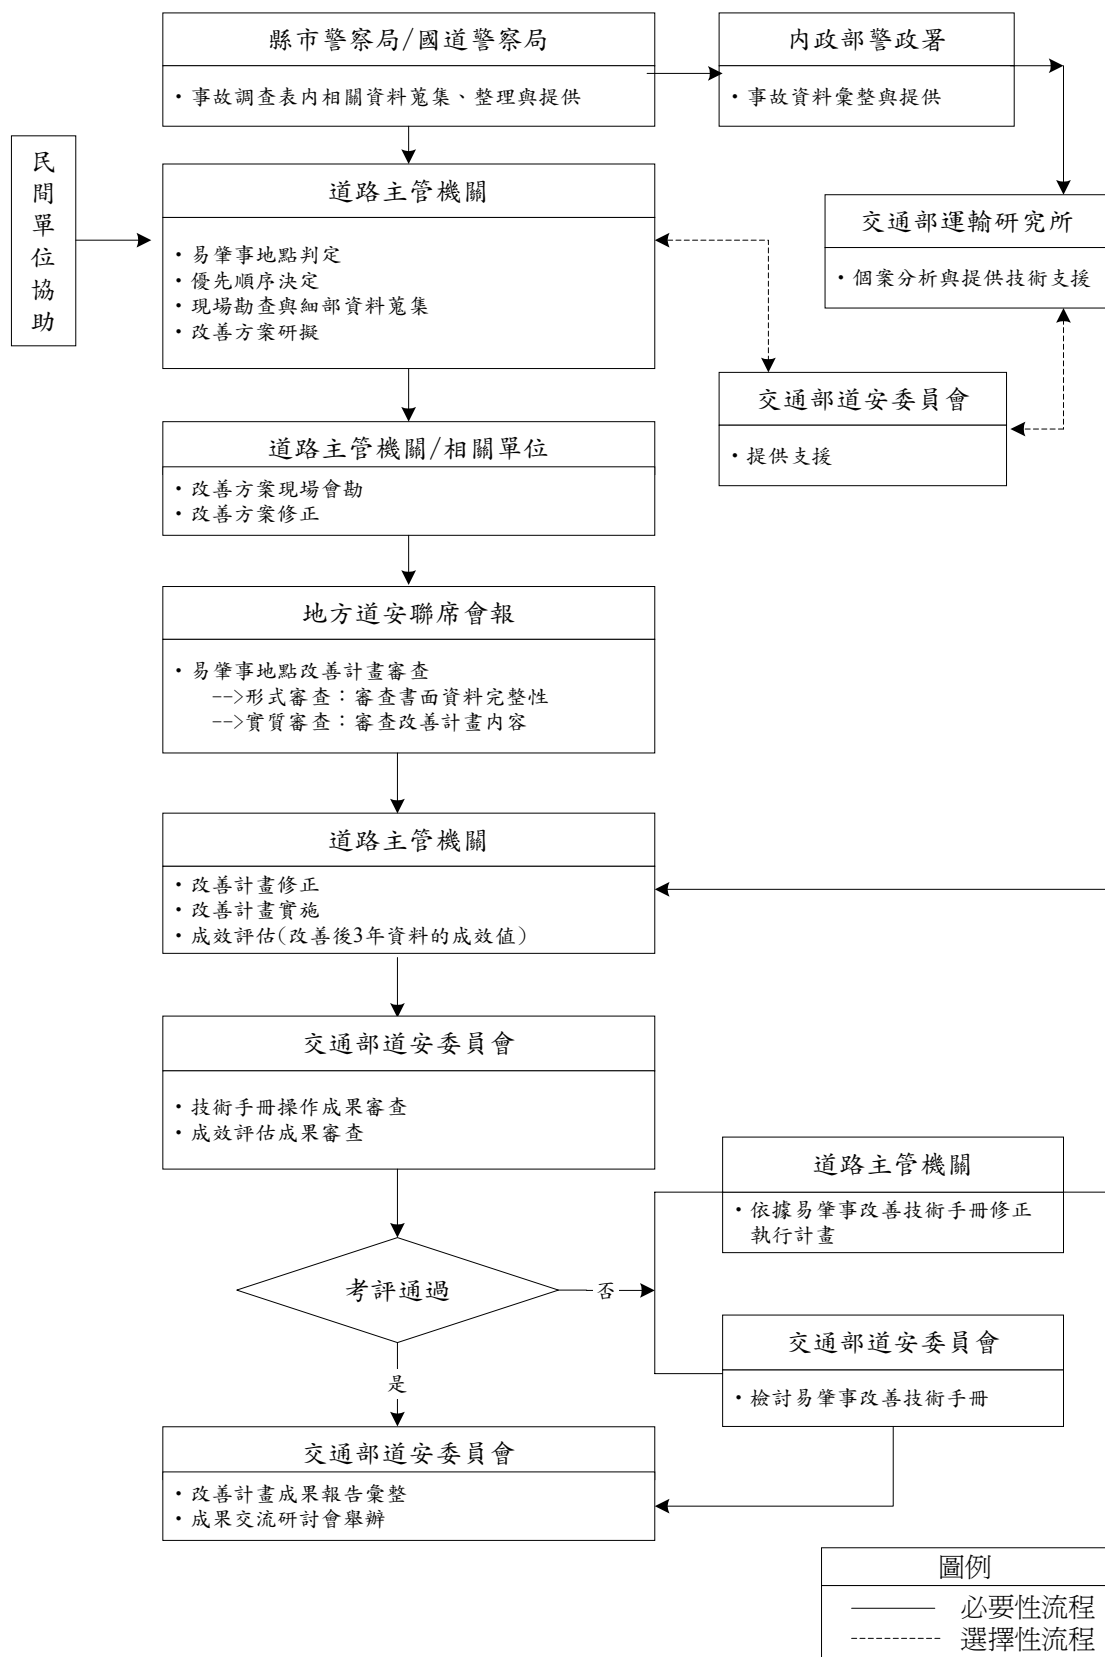 縣市警察局/國道警察局
・事故調查表內相關資料蒐集、整理與提供
內政部警政署
・事故資料彙整與提供
民間單位協助
道路主管機關
・易肇事地點判定
・優先順序決定
・現場勘查與細部資料蒐集
・改善方案研擬
交通部運輸研究所
・個案分析與提供技術支援
交通部道安委員會
・提供支援
道路主管機關/相關單位
・改善方案現場會勘
・改善方案修正
地方道安聯席會報
・易肇事地點改善計畫審查
-->形式審查：審查書面資料完整性
-->實質審查：審查改善計畫內容
道路主管機關
・改善計畫修正
・改善計畫實施
・成效評估(改善後3年資料的成效值)
交通部道安委員會
・技術手冊操作成果審查
・成效評估成果審查
道路主管機關
・依據易肇事改善技術手冊修正
執行計畫
考評通過
否
交通部道安委員會
・檢討易肇事改善技術手冊
是
交通部道安委員會
・改善計畫成果報告彙整
・成果交流研討會舉辦
圖例
必要性流程
選擇性流程